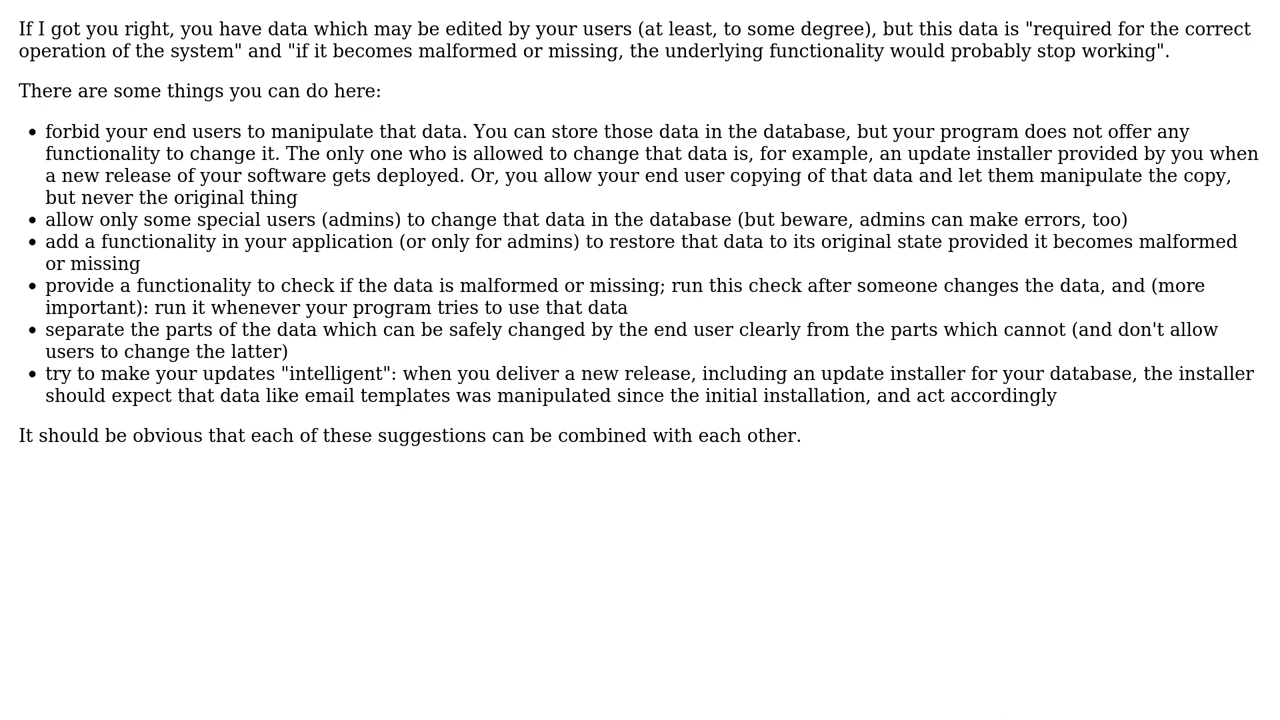 If I got you right, you have data which may be edited by your users (at least, to some degree), but this data is "required for the correct
operation of the system" and "if it becomes malformed or missing, the underlying functionality would probably stop working".
There are some things you can do here:
• forbid your end users to manipulate that data. You can store those data in the database, but your program does not offer any
functionality to change it. The only one who is allowed to change that data is, for example, an update installer provided by you when
a new release of your software gets deployed. Or, you allow your end user copying of that data and let them manipulate the copy,
but never the original thing
• allow only some special users (admins) to change that data in the database (but beware, admins can make errors, too)
• add a functionality in your application (or only for admins) to restore that data to its original state provided it becomes malformed
or missing
• provide a functionality to check if the data is malformed or missing; run this check after someone changes the data, and (more
important): run it whenever your program tries to use that data
• separate the parts of the data which can be safely changed by the end user clearly from the parts which cannot (and don't allow
users to change the latter)
• try to make your updates "intelligent": when you deliver a new release, including an update installer for your database, the installer
should expect that data like email templates was manipulated since the initial installation, and act accordingly
It should be obvious that each of these suggestions can be combined with each other.